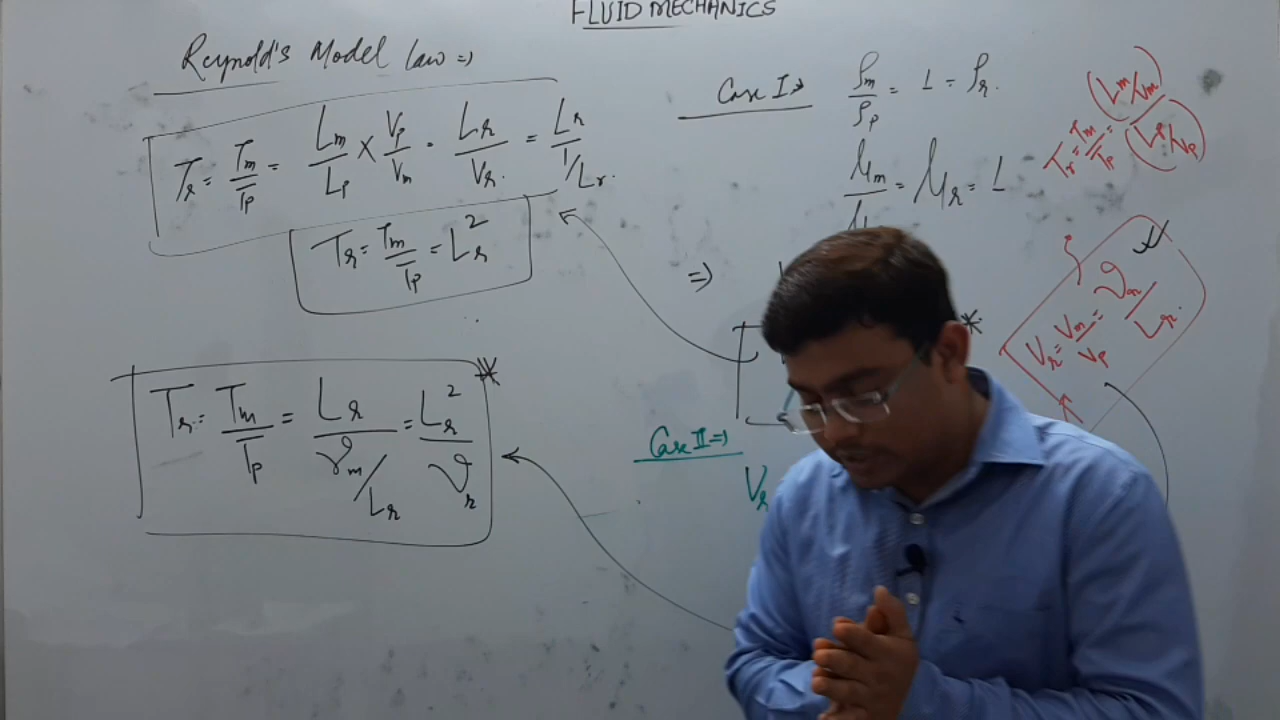 FLUID MECHANICS
Reynold's Model law ⇒
Tr = Tm/Tp = Lm/Lp × Vp/Vm · Lr/Vr = Lr/(1/Lr)
Tr = Tm/Tp = Lr²
Tr = Tm/Tp = Lr/(νm/Lr) = Lr²/νr
Case I ⇒ ρm/ρp = 1 = ρr.
μm/μ = μr = 1
⇒
*
Case II ⇒
Vr
Tr = Tm/Tp = (Lm/Vm)/(Lp/Vp)
Vr = Vm/Vp = νr/Lr